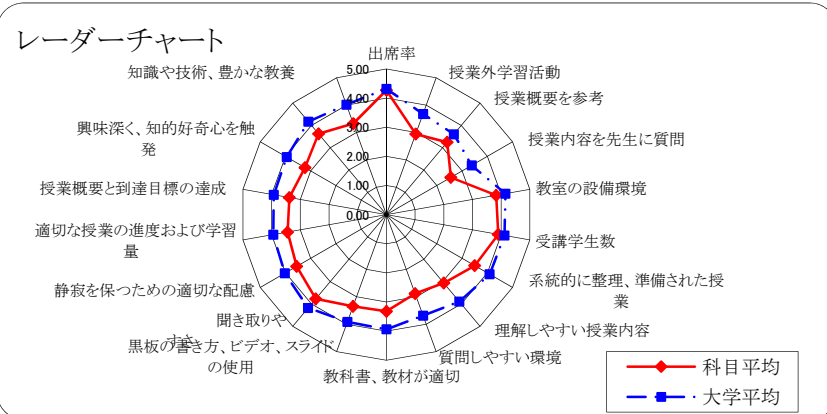 レーダーチャート
出席率
授業外学習活動
授業概要を参考
授業内容を先生に質問
教室の設備環境
受講学生数
系統的に整理、準備された授
業
理解しやすい授業内容
質問しやすい環境
教科書、教材が適切
黒板の書き方、ビデオ、スライド
の使用
聞き取りや
すさ
静寂を保つための適切な配慮
適切な授業の進度および学習
量
授業概要と到達目標の達成
興味深く、知的好奇心を触
発
知識や技術、豊かな教養
5.00
4.00
3.00
2.00
1.00
0.00
科目平均
大学平均